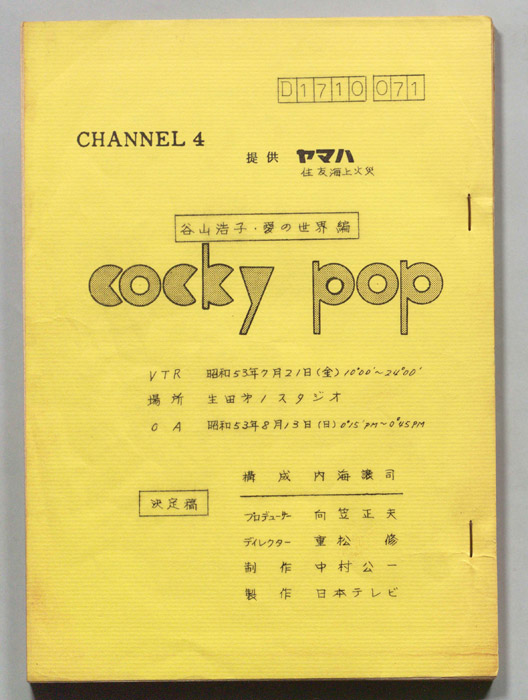 D1710 071
CHANNEL 4
提供 ヤマハ
住友海上火災
谷山浩子・愛の世界編
cocky pop
VTR 昭和53年7月21日(金) 10°00'~24°00'
場所 生田オ1スタジオ
OA 昭和53年8月13日(日) 0°15'PM~0°45PM
構成 内海譲司
決定稿
プロデューサー 向笠正夫
ディレクター 重松修
制作 中村公一
製作 日本テレビ